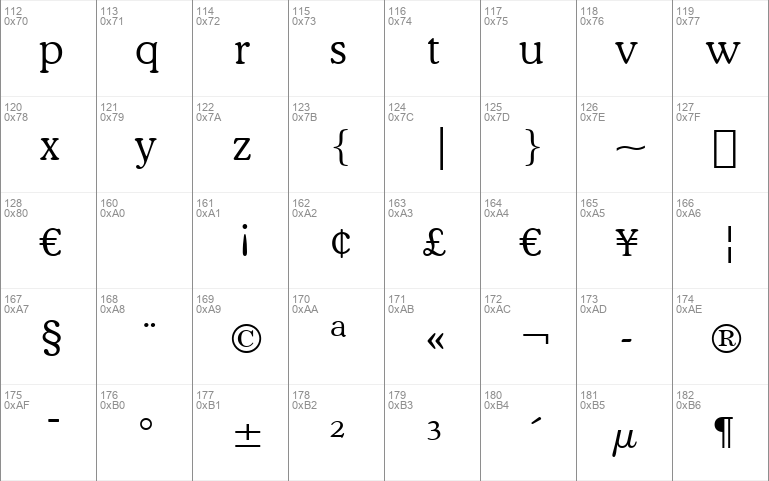 112 113 114 115 116 117 118 119
0x70 0x71 0x72 0x73 0x74 0x75 0x76 0x77
p q r s t u v w
120 121 122 123 124 125 126 127
0x78 0x79 0x7A 0x7B 0x7C 0x7D 0x7E 0x7F
x y z { | } ~ 
128 160 161 162 163 164 165 166
0x80 0xA0 0xA1 0xA2 0xA3 0xA4 0xA5 0xA6
€ ¡ ¢ £ € ¥ ¦
167 168 169 170 171 172 173 174
0xA7 0xA8 0xA9 0xAA 0xAB 0xAC 0xAD 0xAE
§ ¨ © ª « ¬ - ®
175 176 177 178 179 180 181 182
0xAF 0xB0 0xB1 0xB2 0xB3 0xB4 0xB5 0xB6
¯ ° ± ² ³ ´ µ ¶